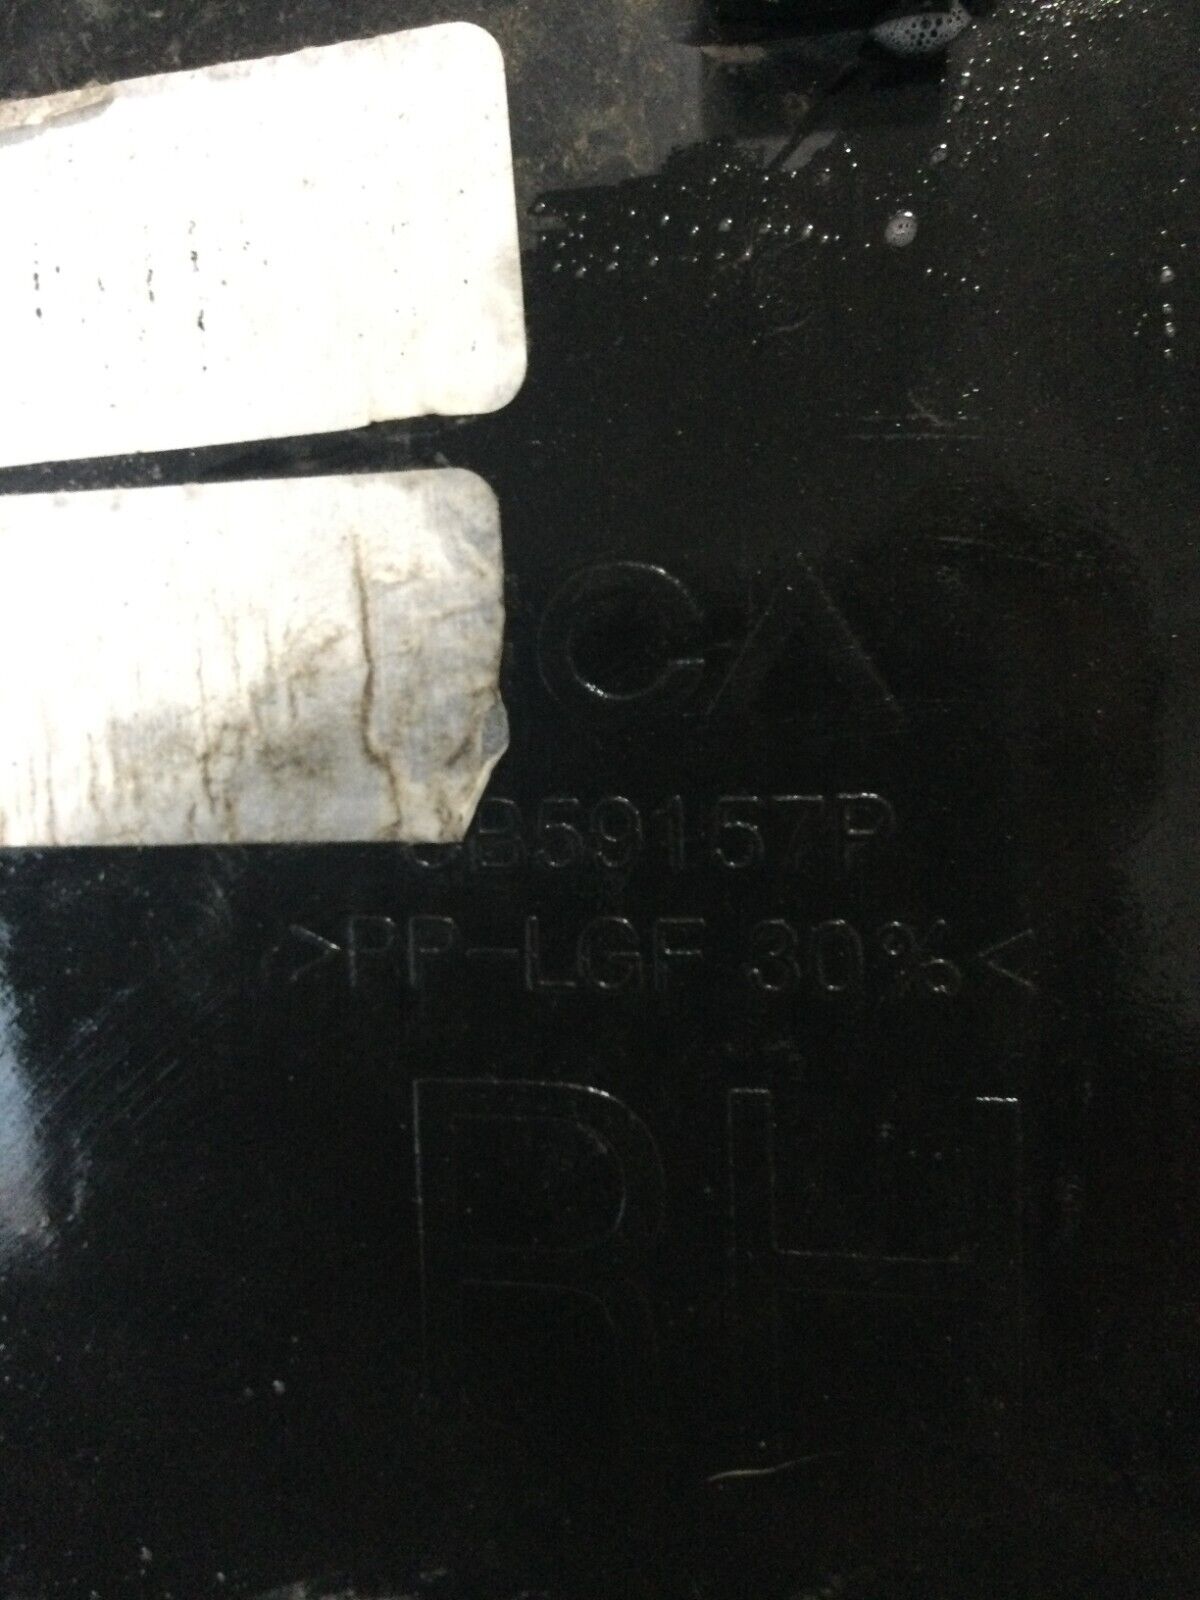 CA
B59157P
>PP-LGF 30%<
RH